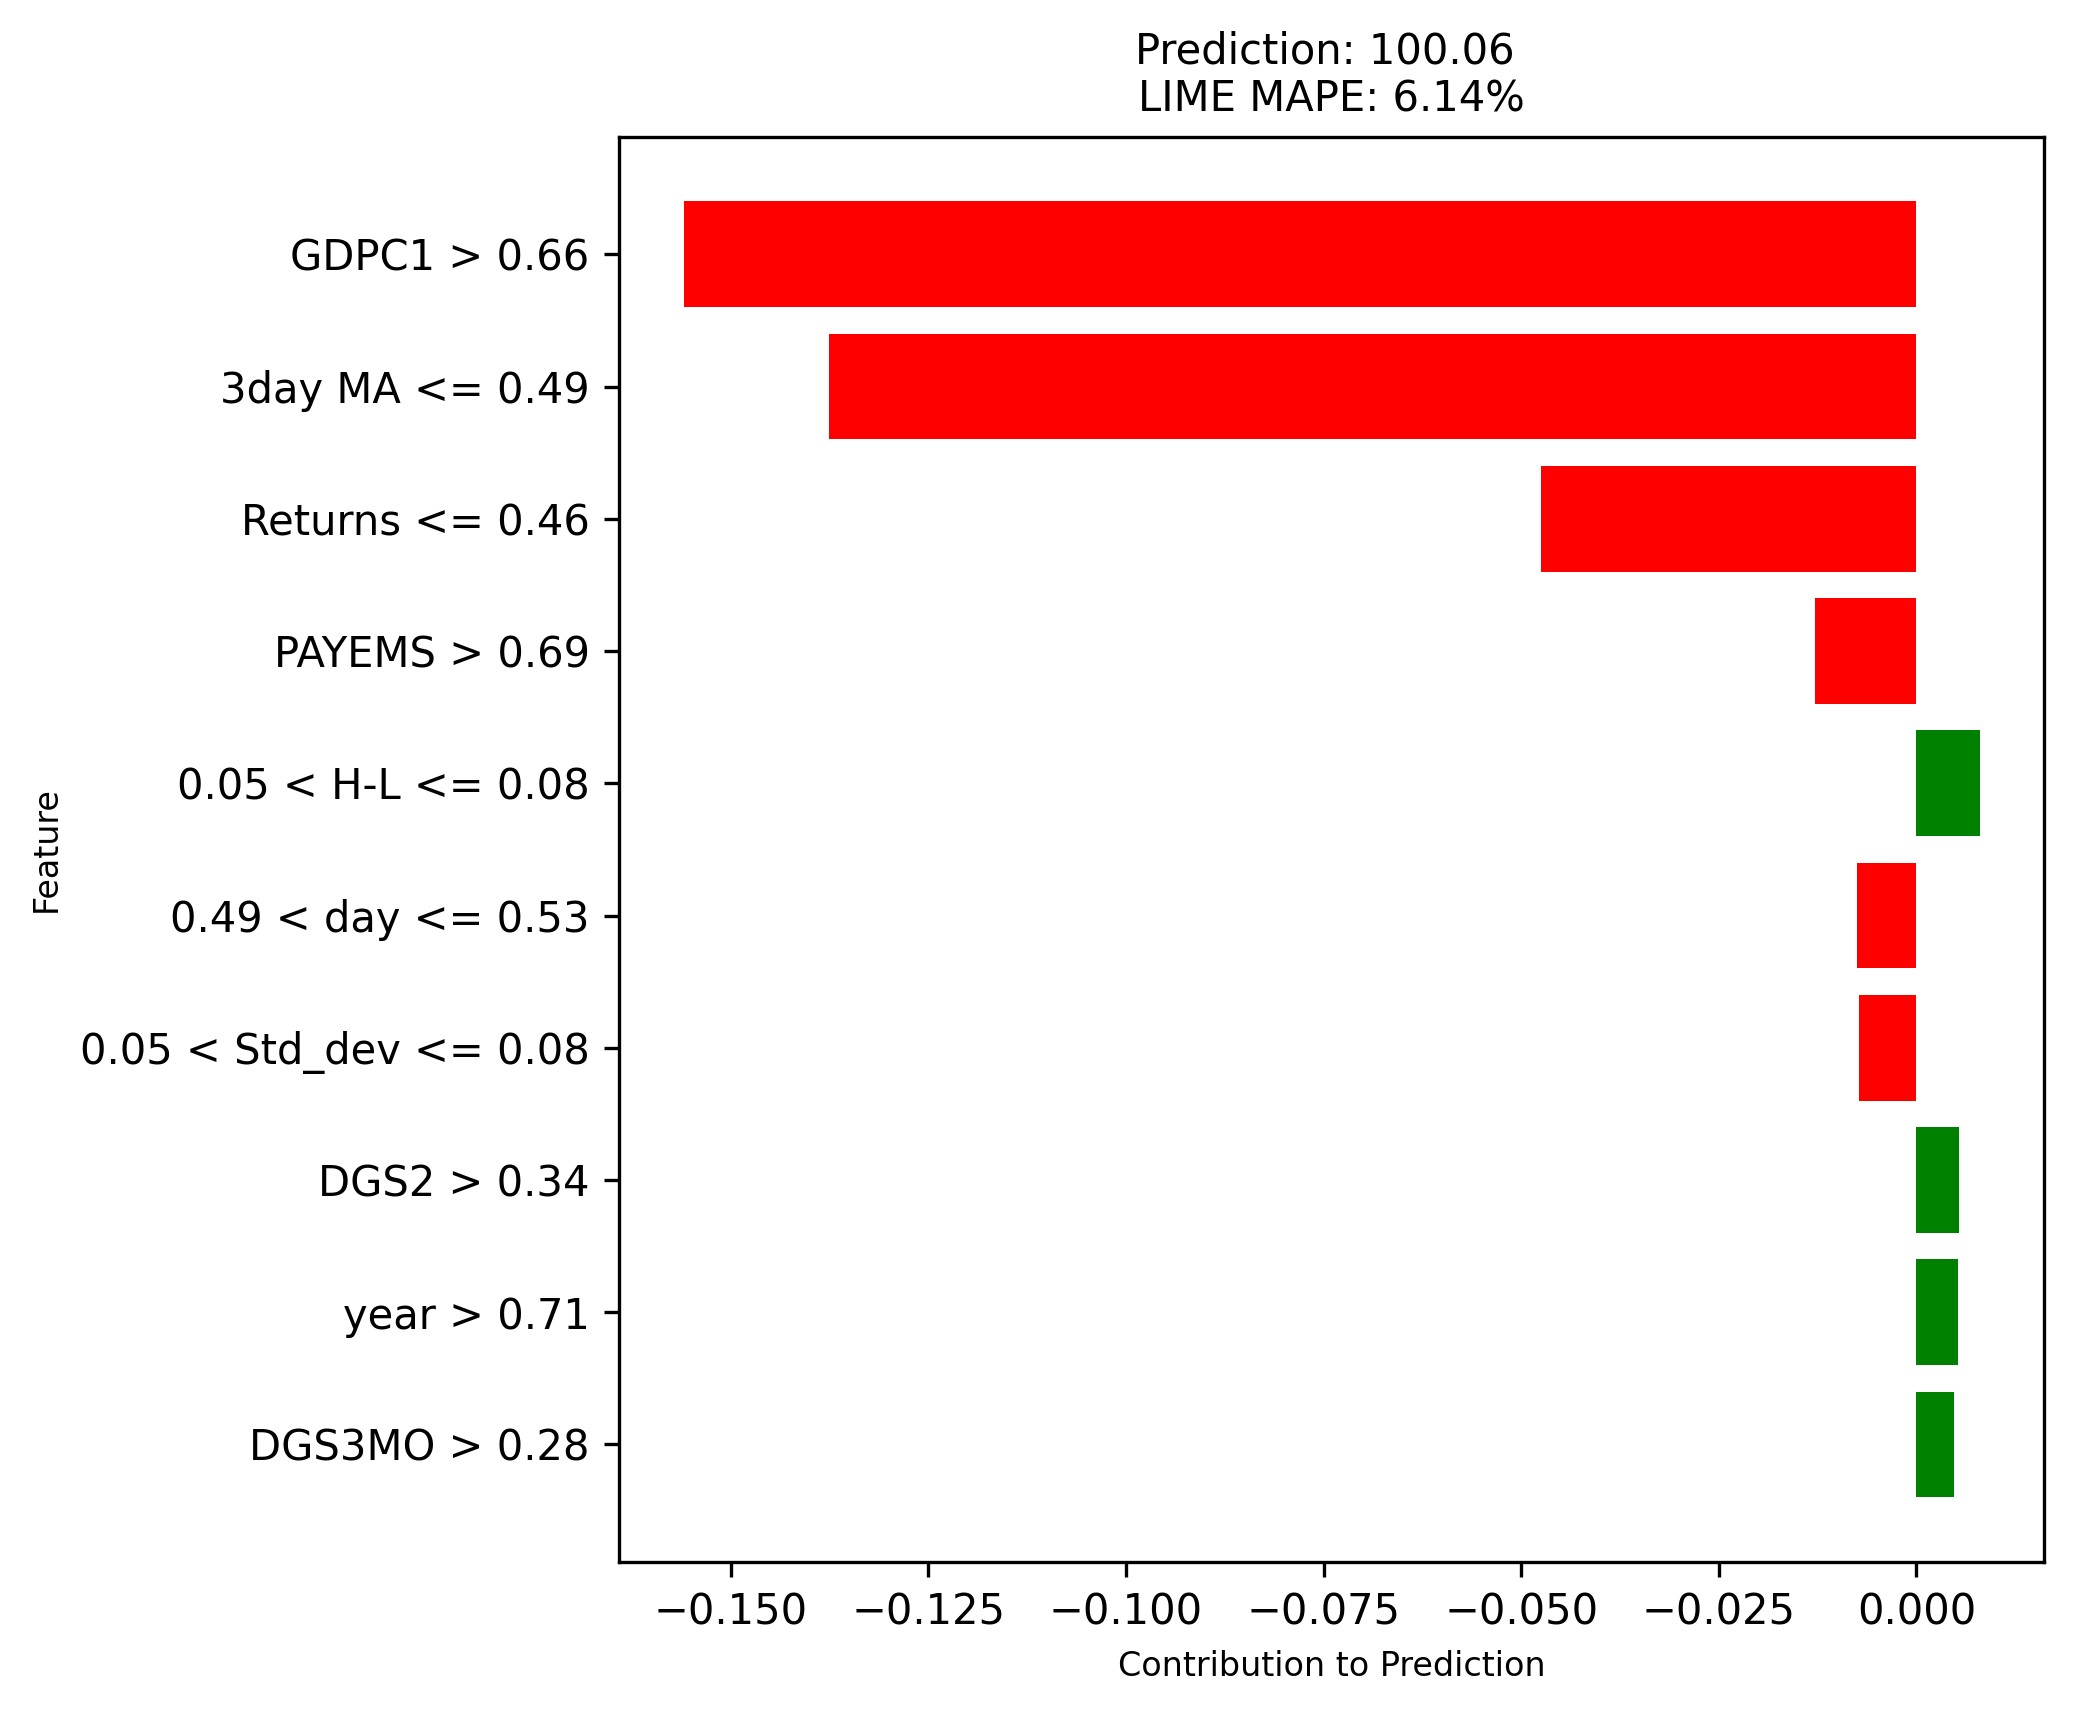 Prediction: 100.06
LIME MAPE: 6.14%
GDPC1 > 0.66
3day MA <= 0.49
Returns <= 0.46
PAYEMS > 0.69
0.05 < H-L <= 0.08
0.49 < day <= 0.53
0.05 < Std_dev <= 0.08
DGS2 > 0.34
year > 0.71
DGS3MO > 0.28
Feature
−0.150 −0.125 −0.100 −0.075 −0.050 −0.025 0.000
Contribution to Prediction